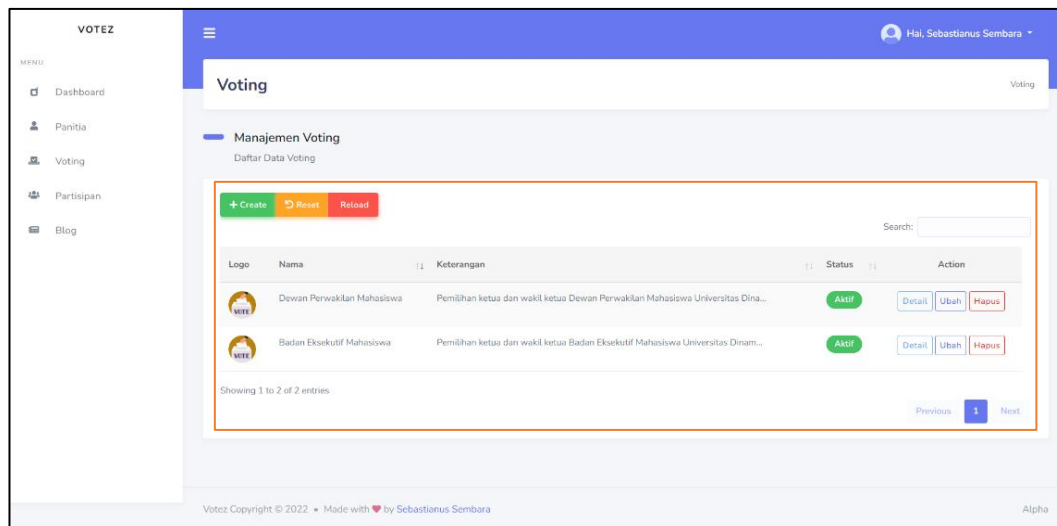 VOTEZ
Hai, Sebastianus Sembara
MENU
Dashboard
Panitia
Voting
Partisipan
Blog
Voting
Voting
Manajemen Voting
Daftar Data Voting
+ Create Reset Reload
Search:
Logo Nama Keterangan Status Action
VOTE Dewan Perwakilan Mahasiswa Pemilihan ketua dan wakil ketua Dewan Perwakilan Mahasiswa Universitas Dina... Aktif Detail Ubah Hapus
VOTE Badan Eksekutif Mahasiswa Pemilihan ketua dan wakil ketua Badan Eksekutif Mahasiswa Universitas Dinam... Aktif Detail Ubah Hapus
Showing 1 to 2 of 2 entries
Previous 1 Next
Votez Copyright © 2022 • Made with ❤ by Sebastianus Sembara Alpha